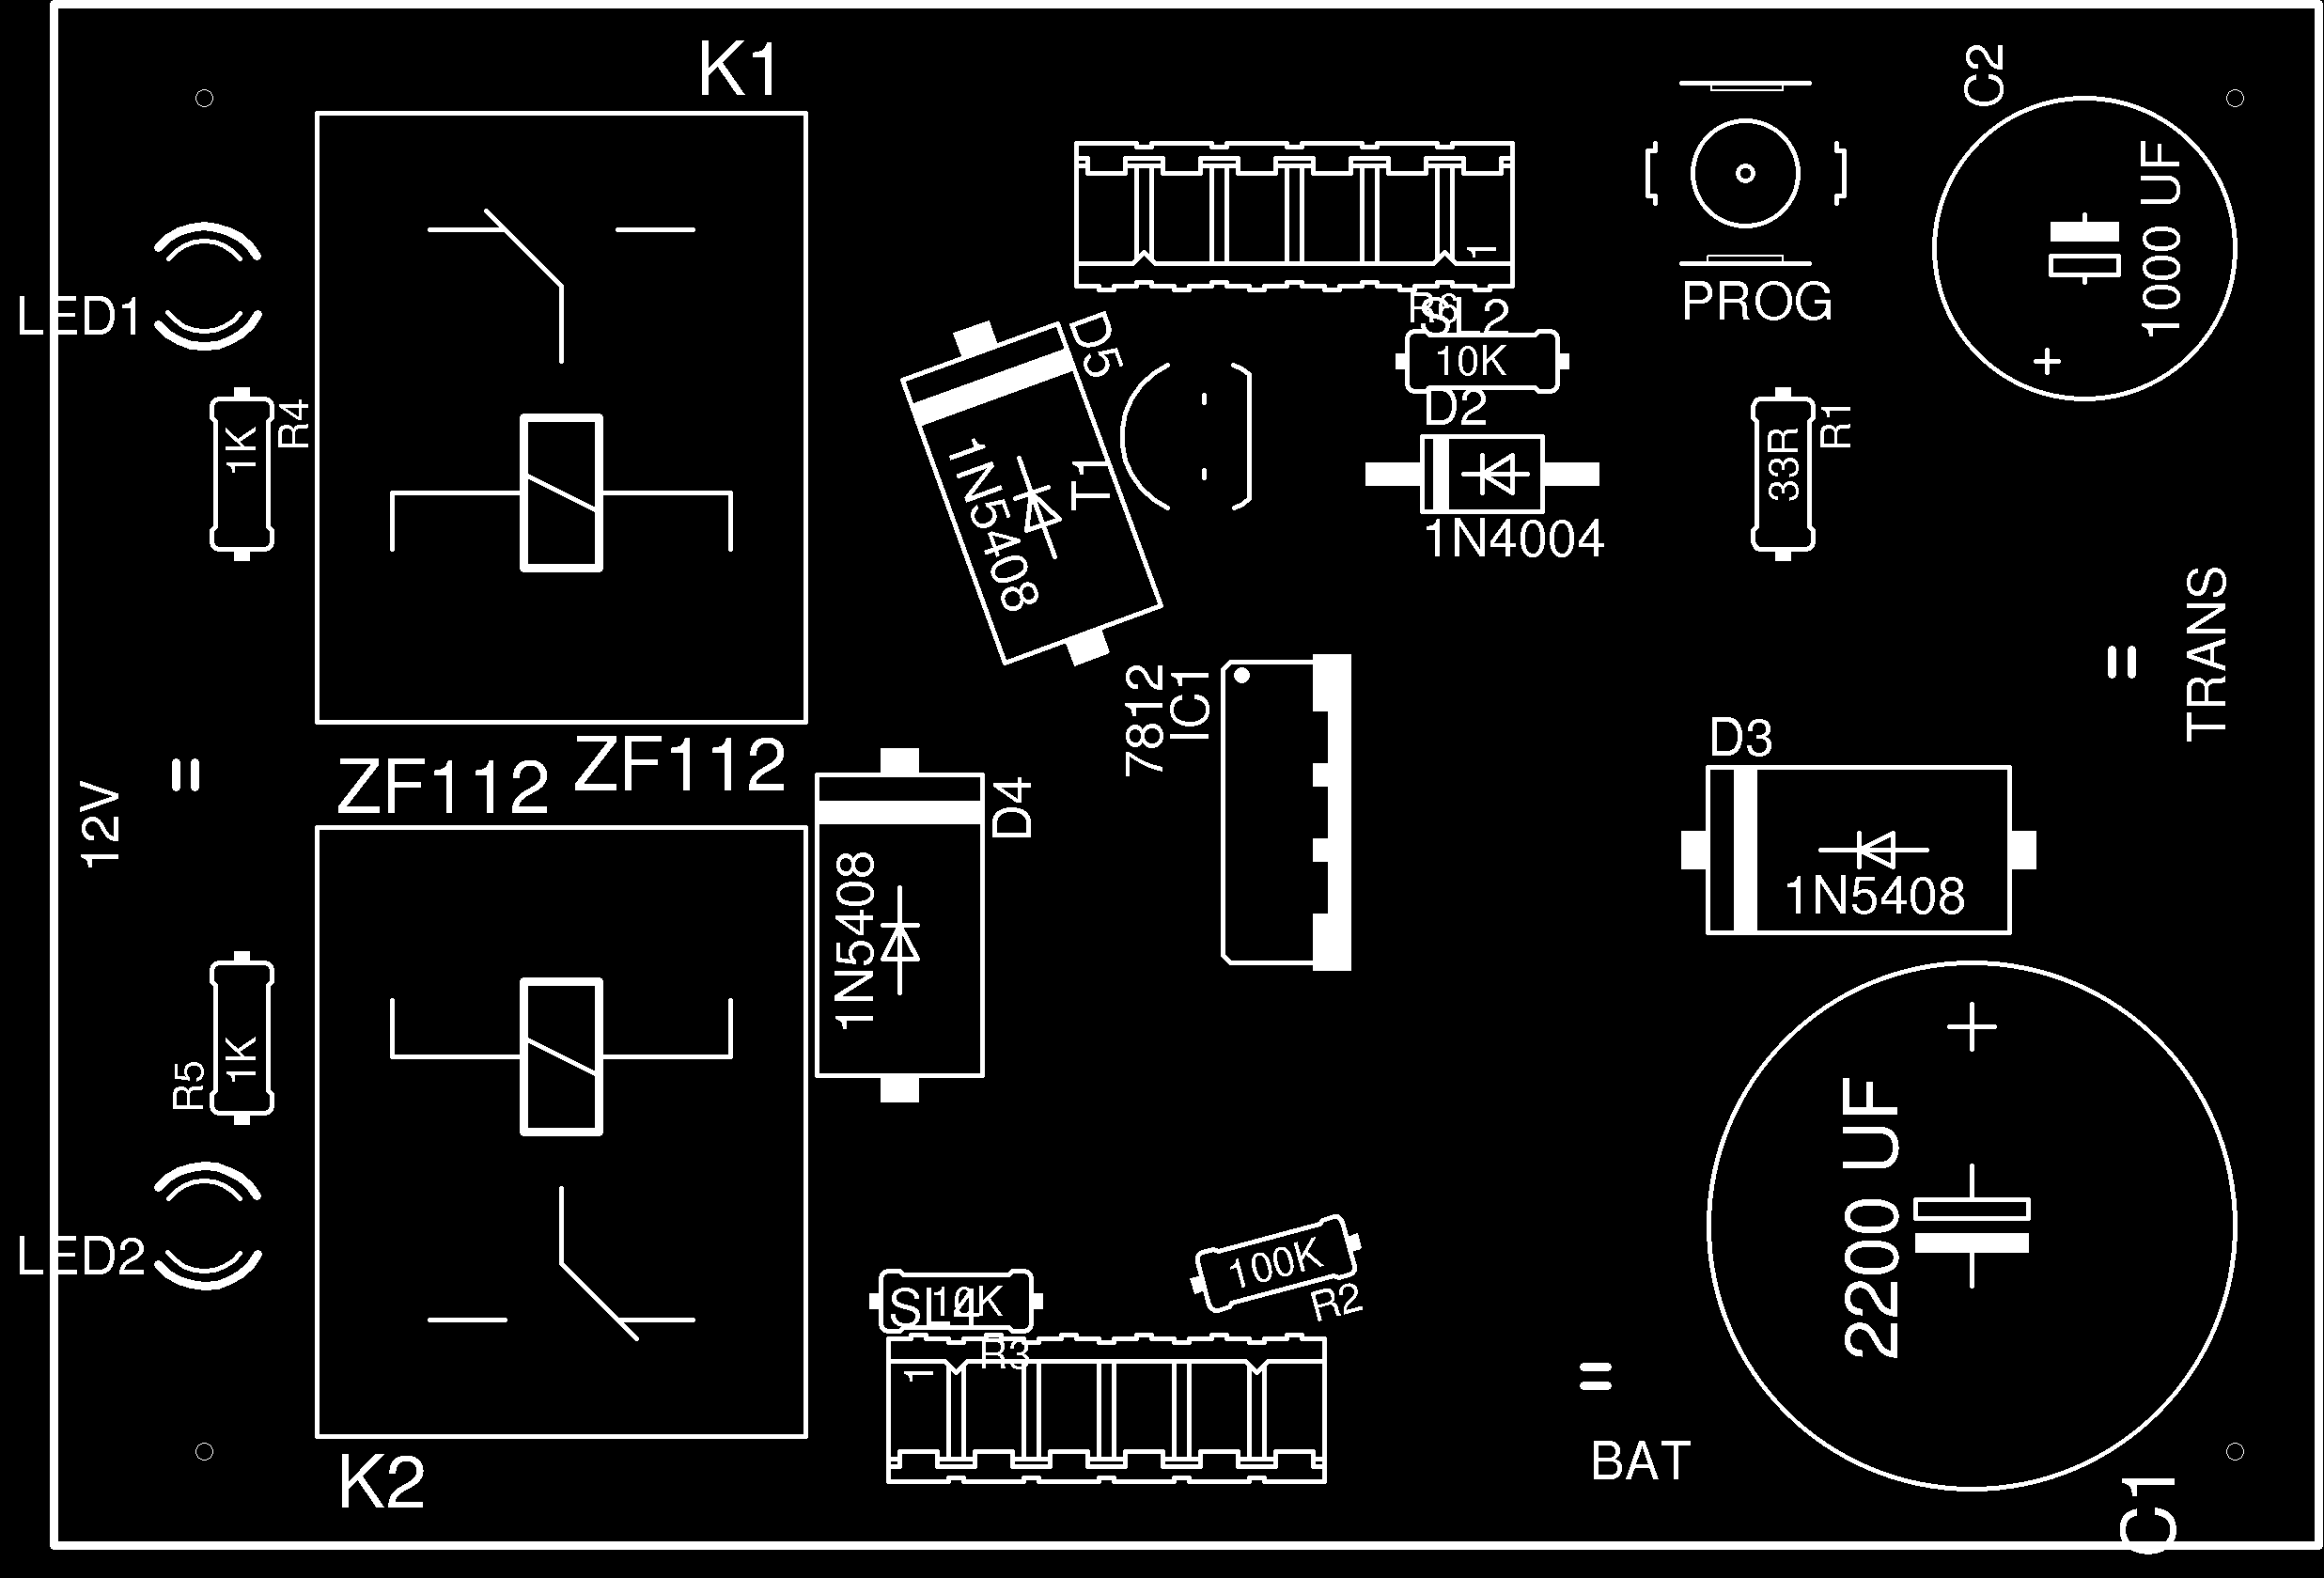 K1
C2
1000 UF
1
LED1
PROG
R6
SL2
10K
D5
D2
1K
R4
T1
1N5408
33R
R1
1N4004
TRANS
7812
IC1
D3
ZF112
ZF112
12V
D4
1N5408
1N5408
R5
1K
2200 UF
LED2
100K
R2
SL4
10K
R3
1
BAT
K2
C1